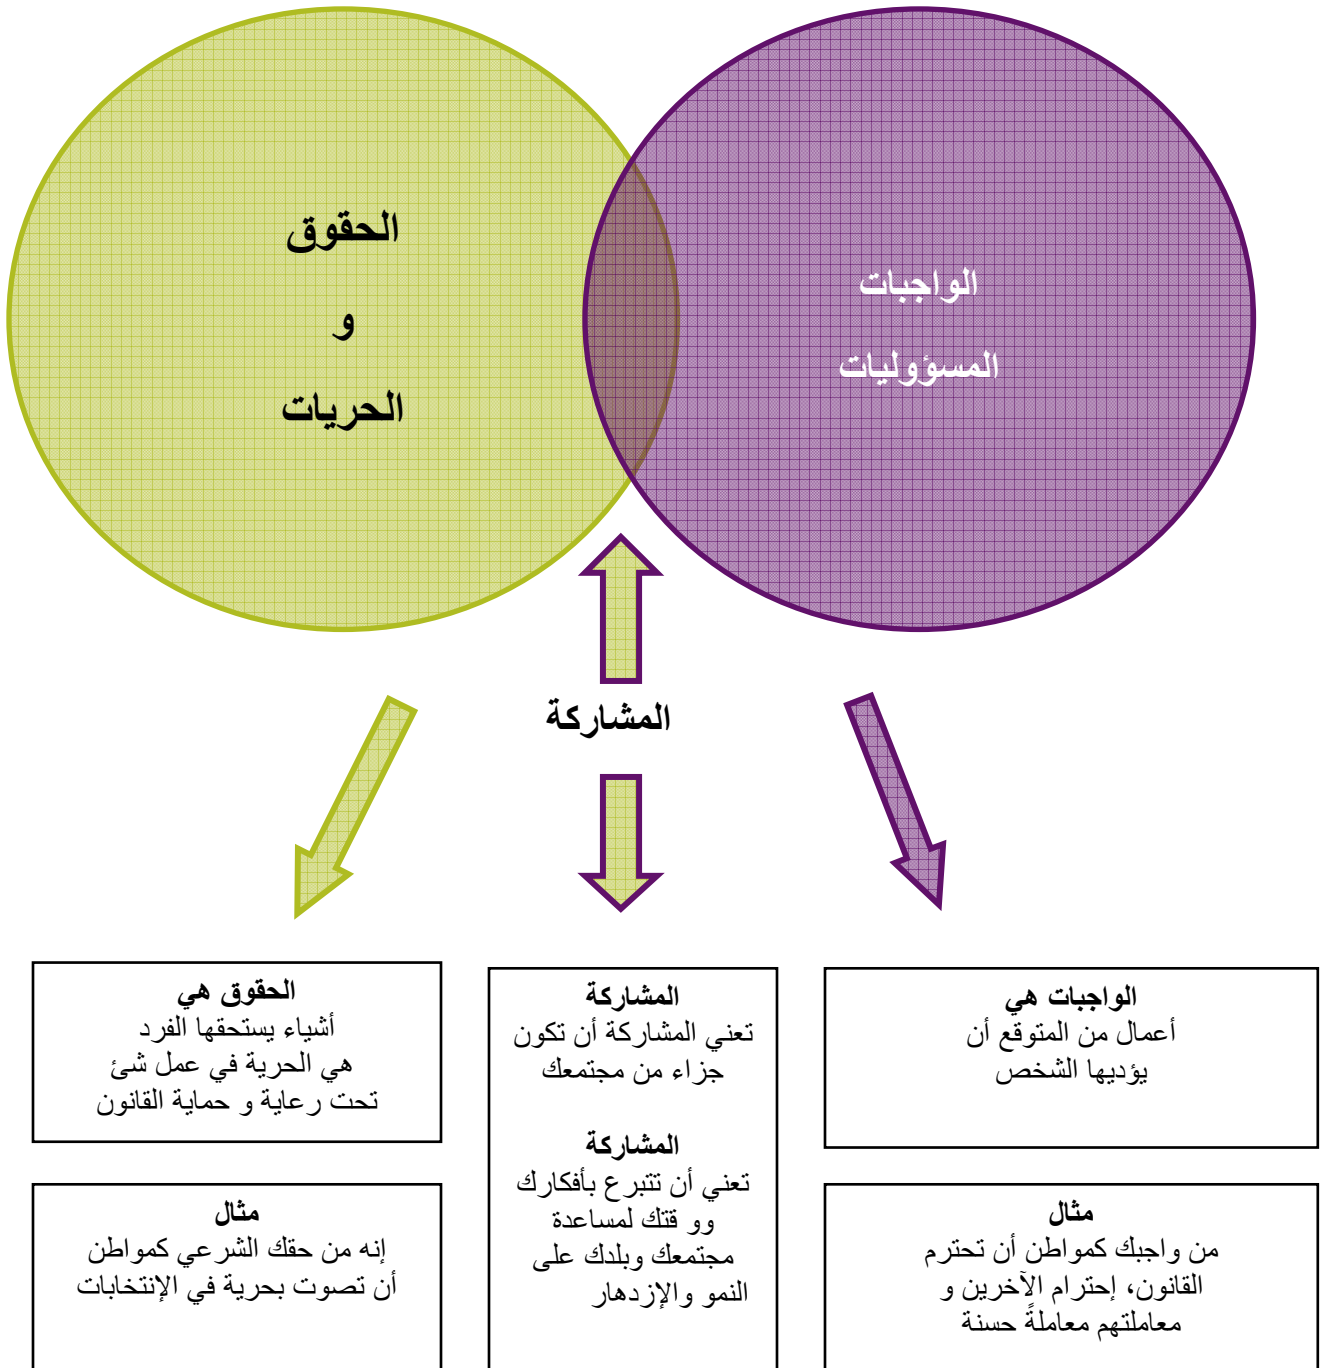 الحقوق
و
الحريات
الواجبات
المسؤوليات
المشاركة
الحقوق هي
أشياء يستحقها الفرد
هي الحرية في عمل شئ
تحت رعاية و حماية القانون
مثال
إنه من حقك الشرعي كمواطن
أن تصوت بحرية في الإنتخابات
المشاركة
تعني المشاركة أن تكون
جزاء من مجتمعك
المشاركة
تعني أن تتبرع بأفكارك
وو قتك لمساعدة
مجتمعك وبلدك على
النمو والإزدهار
الواجبات هي
أعمال من المتوقع أن
يؤديها الشخص
مثال
من واجبك كمواطن أن تحترم
القانون، إحترام الآخرين و
معاملتهم معاملةً حسنة